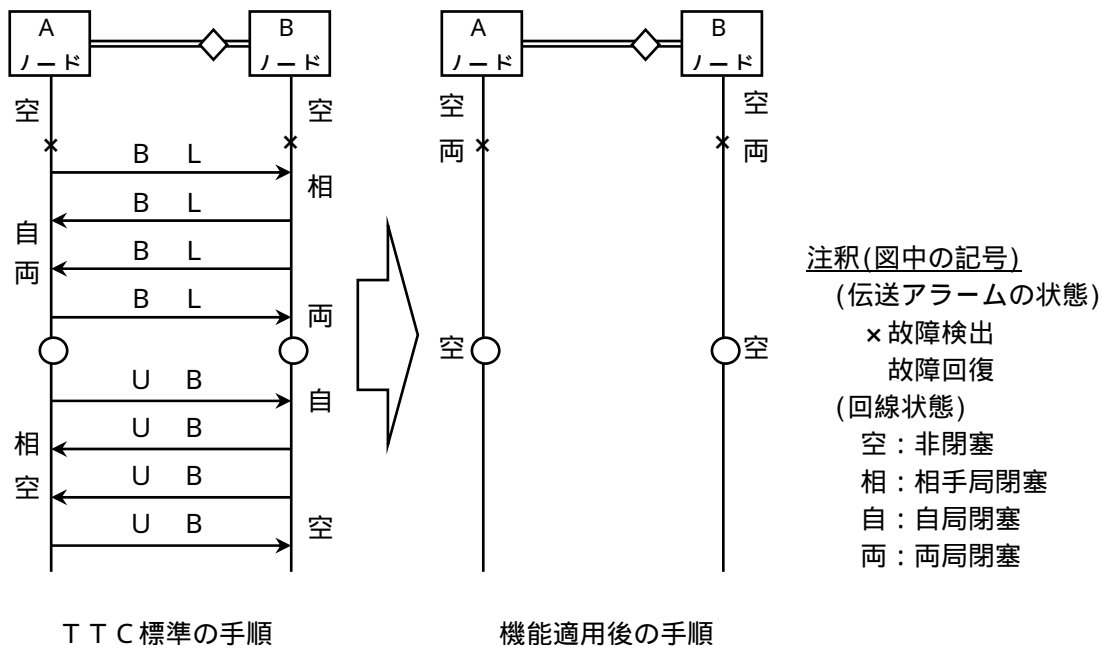 A
ノード
B
ノード
A
ノード
B
ノード
空
空
空
両
空
両
B L
相
B L
自
B L
両
B L
両
空
空
U B
自
U B
相
U B
空
U B
空
注釈(図中の記号)
(伝送アラームの状態)
×故障検出
故障回復
(回線状態)
空：非閉塞
相：相手局閉塞
自：自局閉塞
両：両局閉塞
ＴＴＣ標準の手順
機能適用後の手順